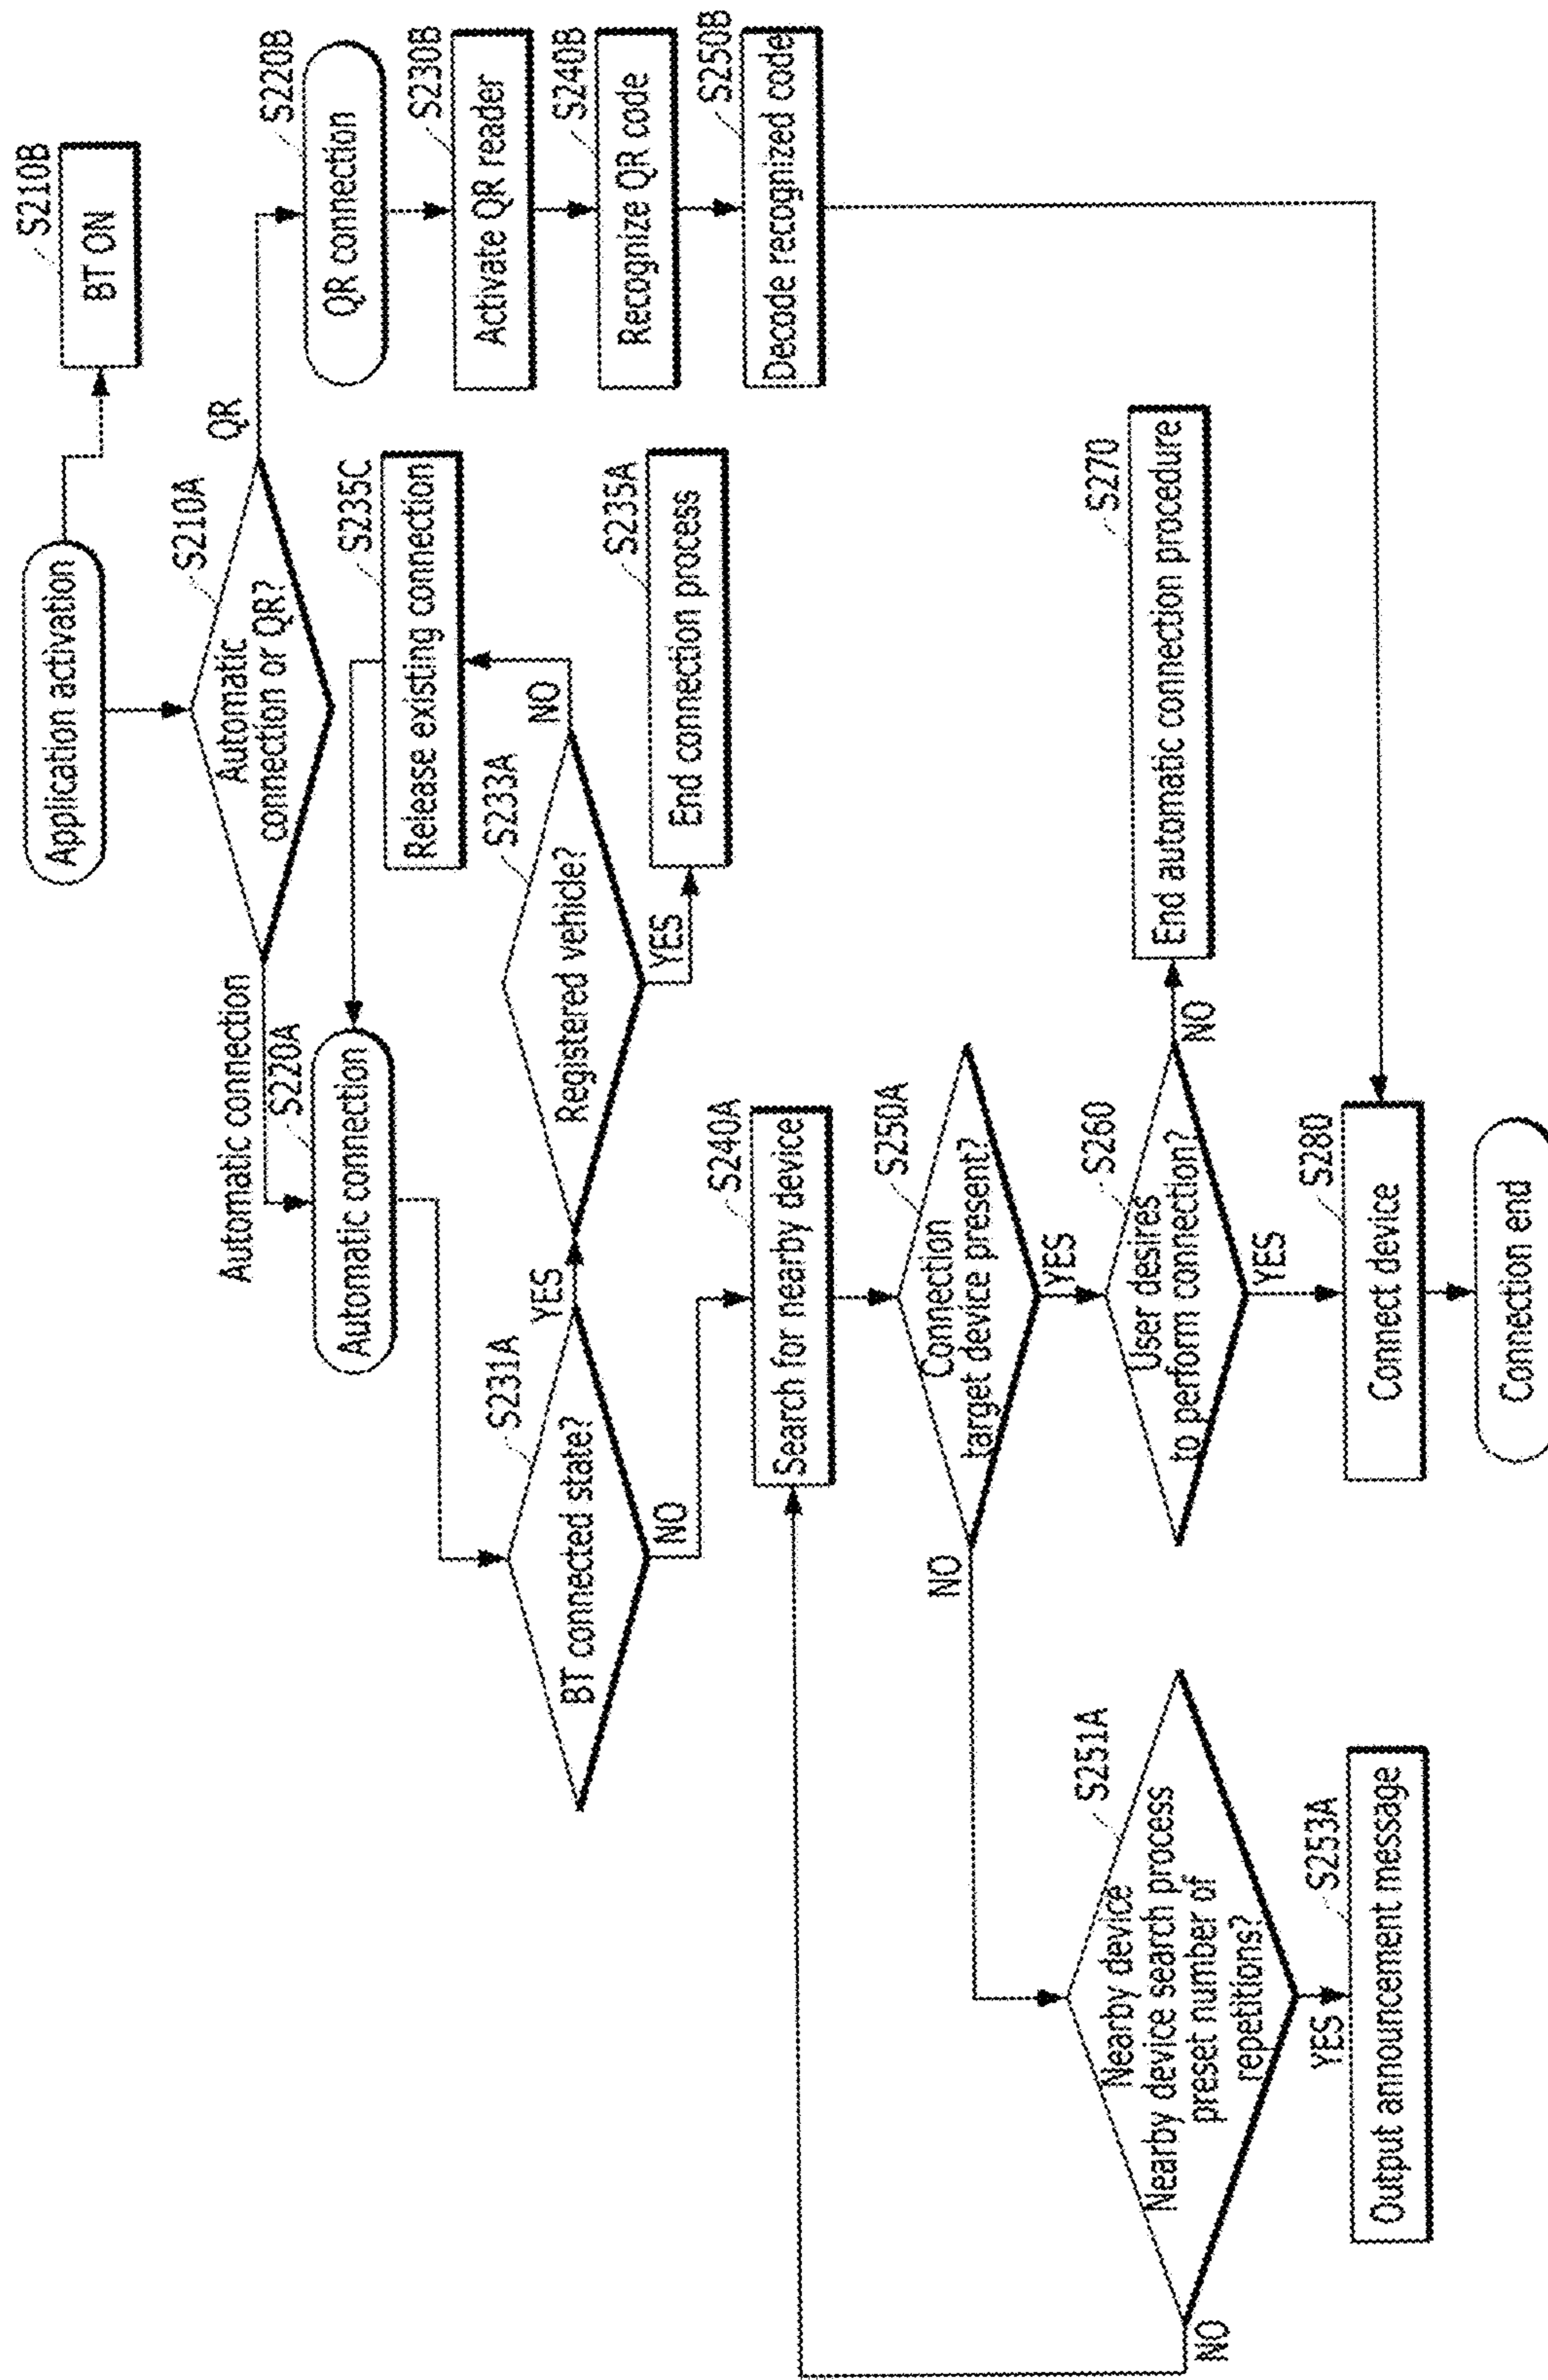 Application activation
S210B
BT ON
S210A
Automatic
connection or QR?
QR
Automatic connection
S220B
QR connection
S220A
Automatic connection
S235C
Release existing connection
S230B
Activate QR reader
S231A
BT connected state?
YES
NO
S233A
Registered vehicle?
NO
YES
S240B
Recognize QR code
S235A
End connection process
S250B
Decode recognized code
S240A
Search for nearby device
S250A
Connection
target device present?
NO
YES
S251A
Nearby device
Nearby device search process
preset number of
repetitions?
NO
YES
S260
User desires
to perform connection?
NO
YES
S270
End automatic connection procedure
S253A
Output announcement message
S280
Connect device
Connection end